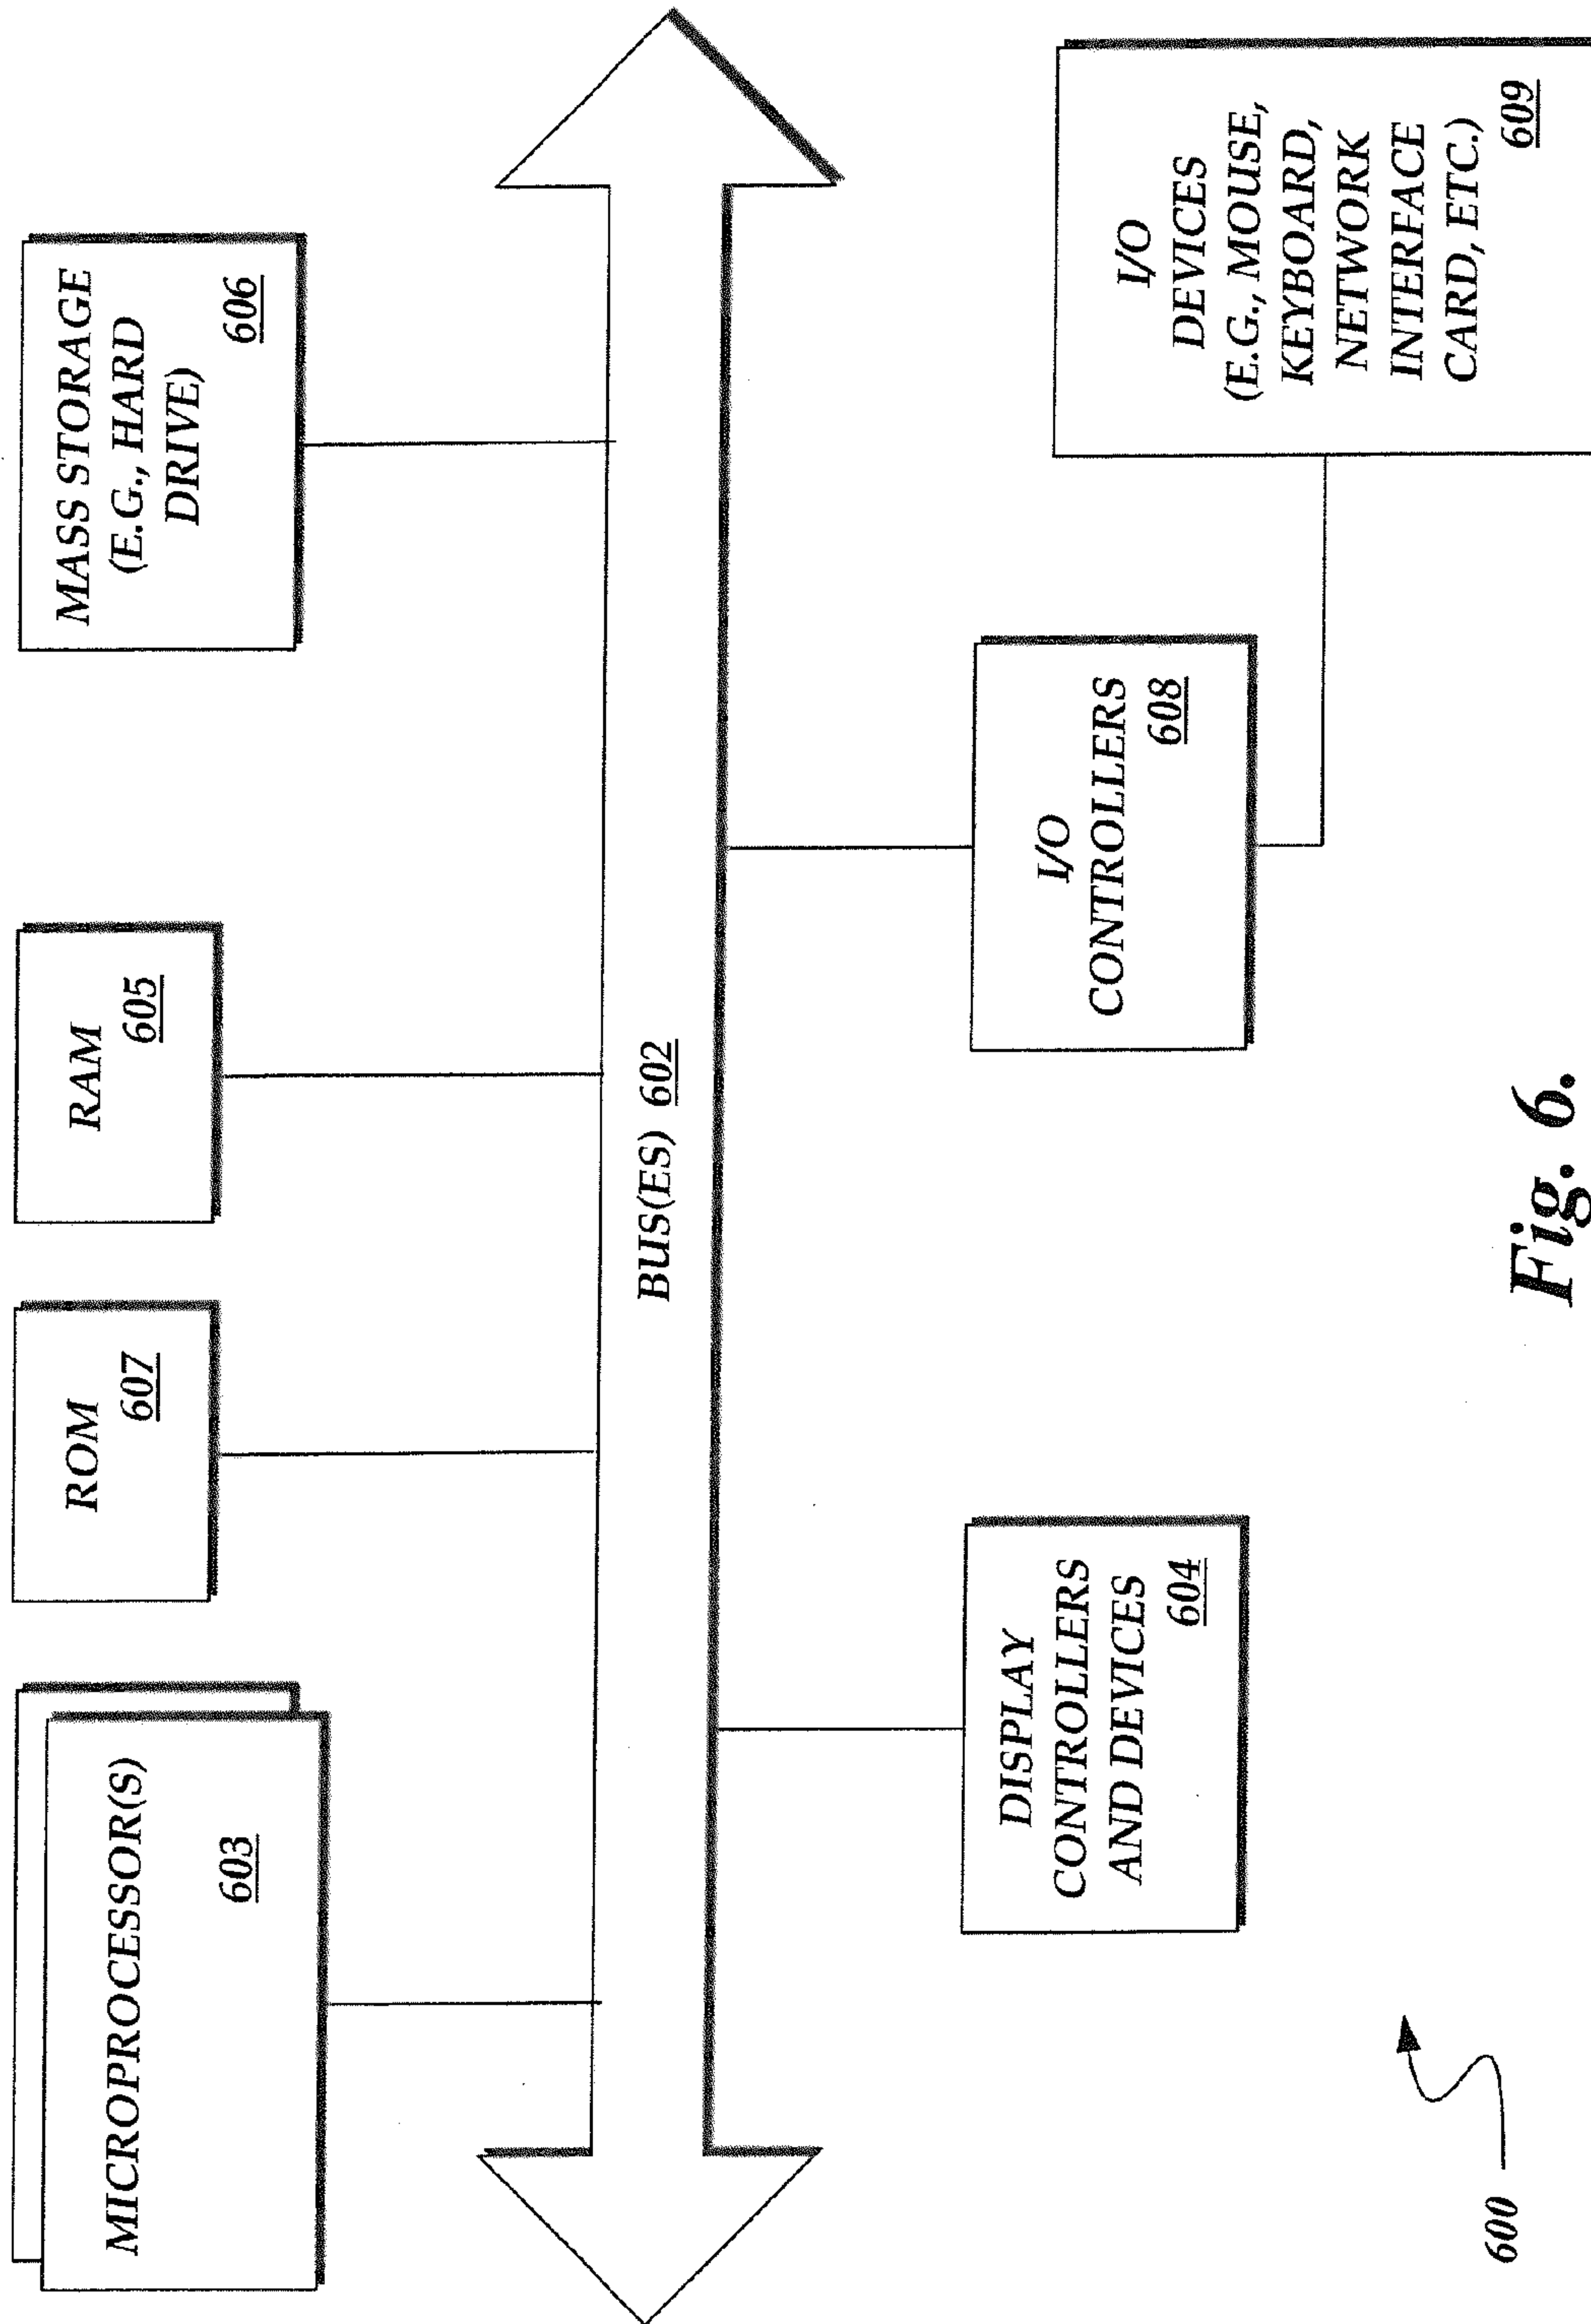 MICROPROCESSOR(S)
603
ROM
607
RAM
605
MASS STORAGE
(E.G., HARD
DRIVE)
606
BUS(ES) 602
DISPLAY
CONTROLLERS
AND DEVICES
604
I/O
CONTROLLERS
608
I/O
DEVICES
(E.G., MOUSE,
KEYBOARD,
NETWORK
INTERFACE
CARD, ETC.)
609
600
Fig. 6.